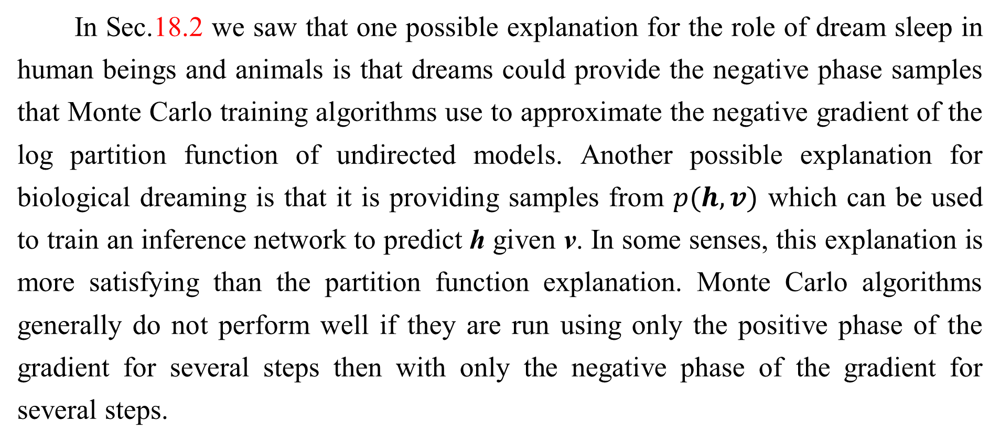 In Sec.18.2 we saw that one possible explanation for the role of dream sleep in
human beings and animals is that dreams could provide the negative phase samples
that Monte Carlo training algorithms use to approximate the negative gradient of the
log partition function of undirected models. Another possible explanation for
biological dreaming is that it is providing samples from p(h, v) which can be used
to train an inference network to predict h given v. In some senses, this explanation is
more satisfying than the partition function explanation. Monte Carlo algorithms
generally do not perform well if they are run using only the positive phase of the
gradient for several steps then with only the negative phase of the gradient for
several steps.